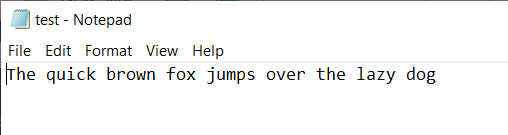 test - Notepad
File Edit Format View Help
The quick brown fox jumps over the lazy dog